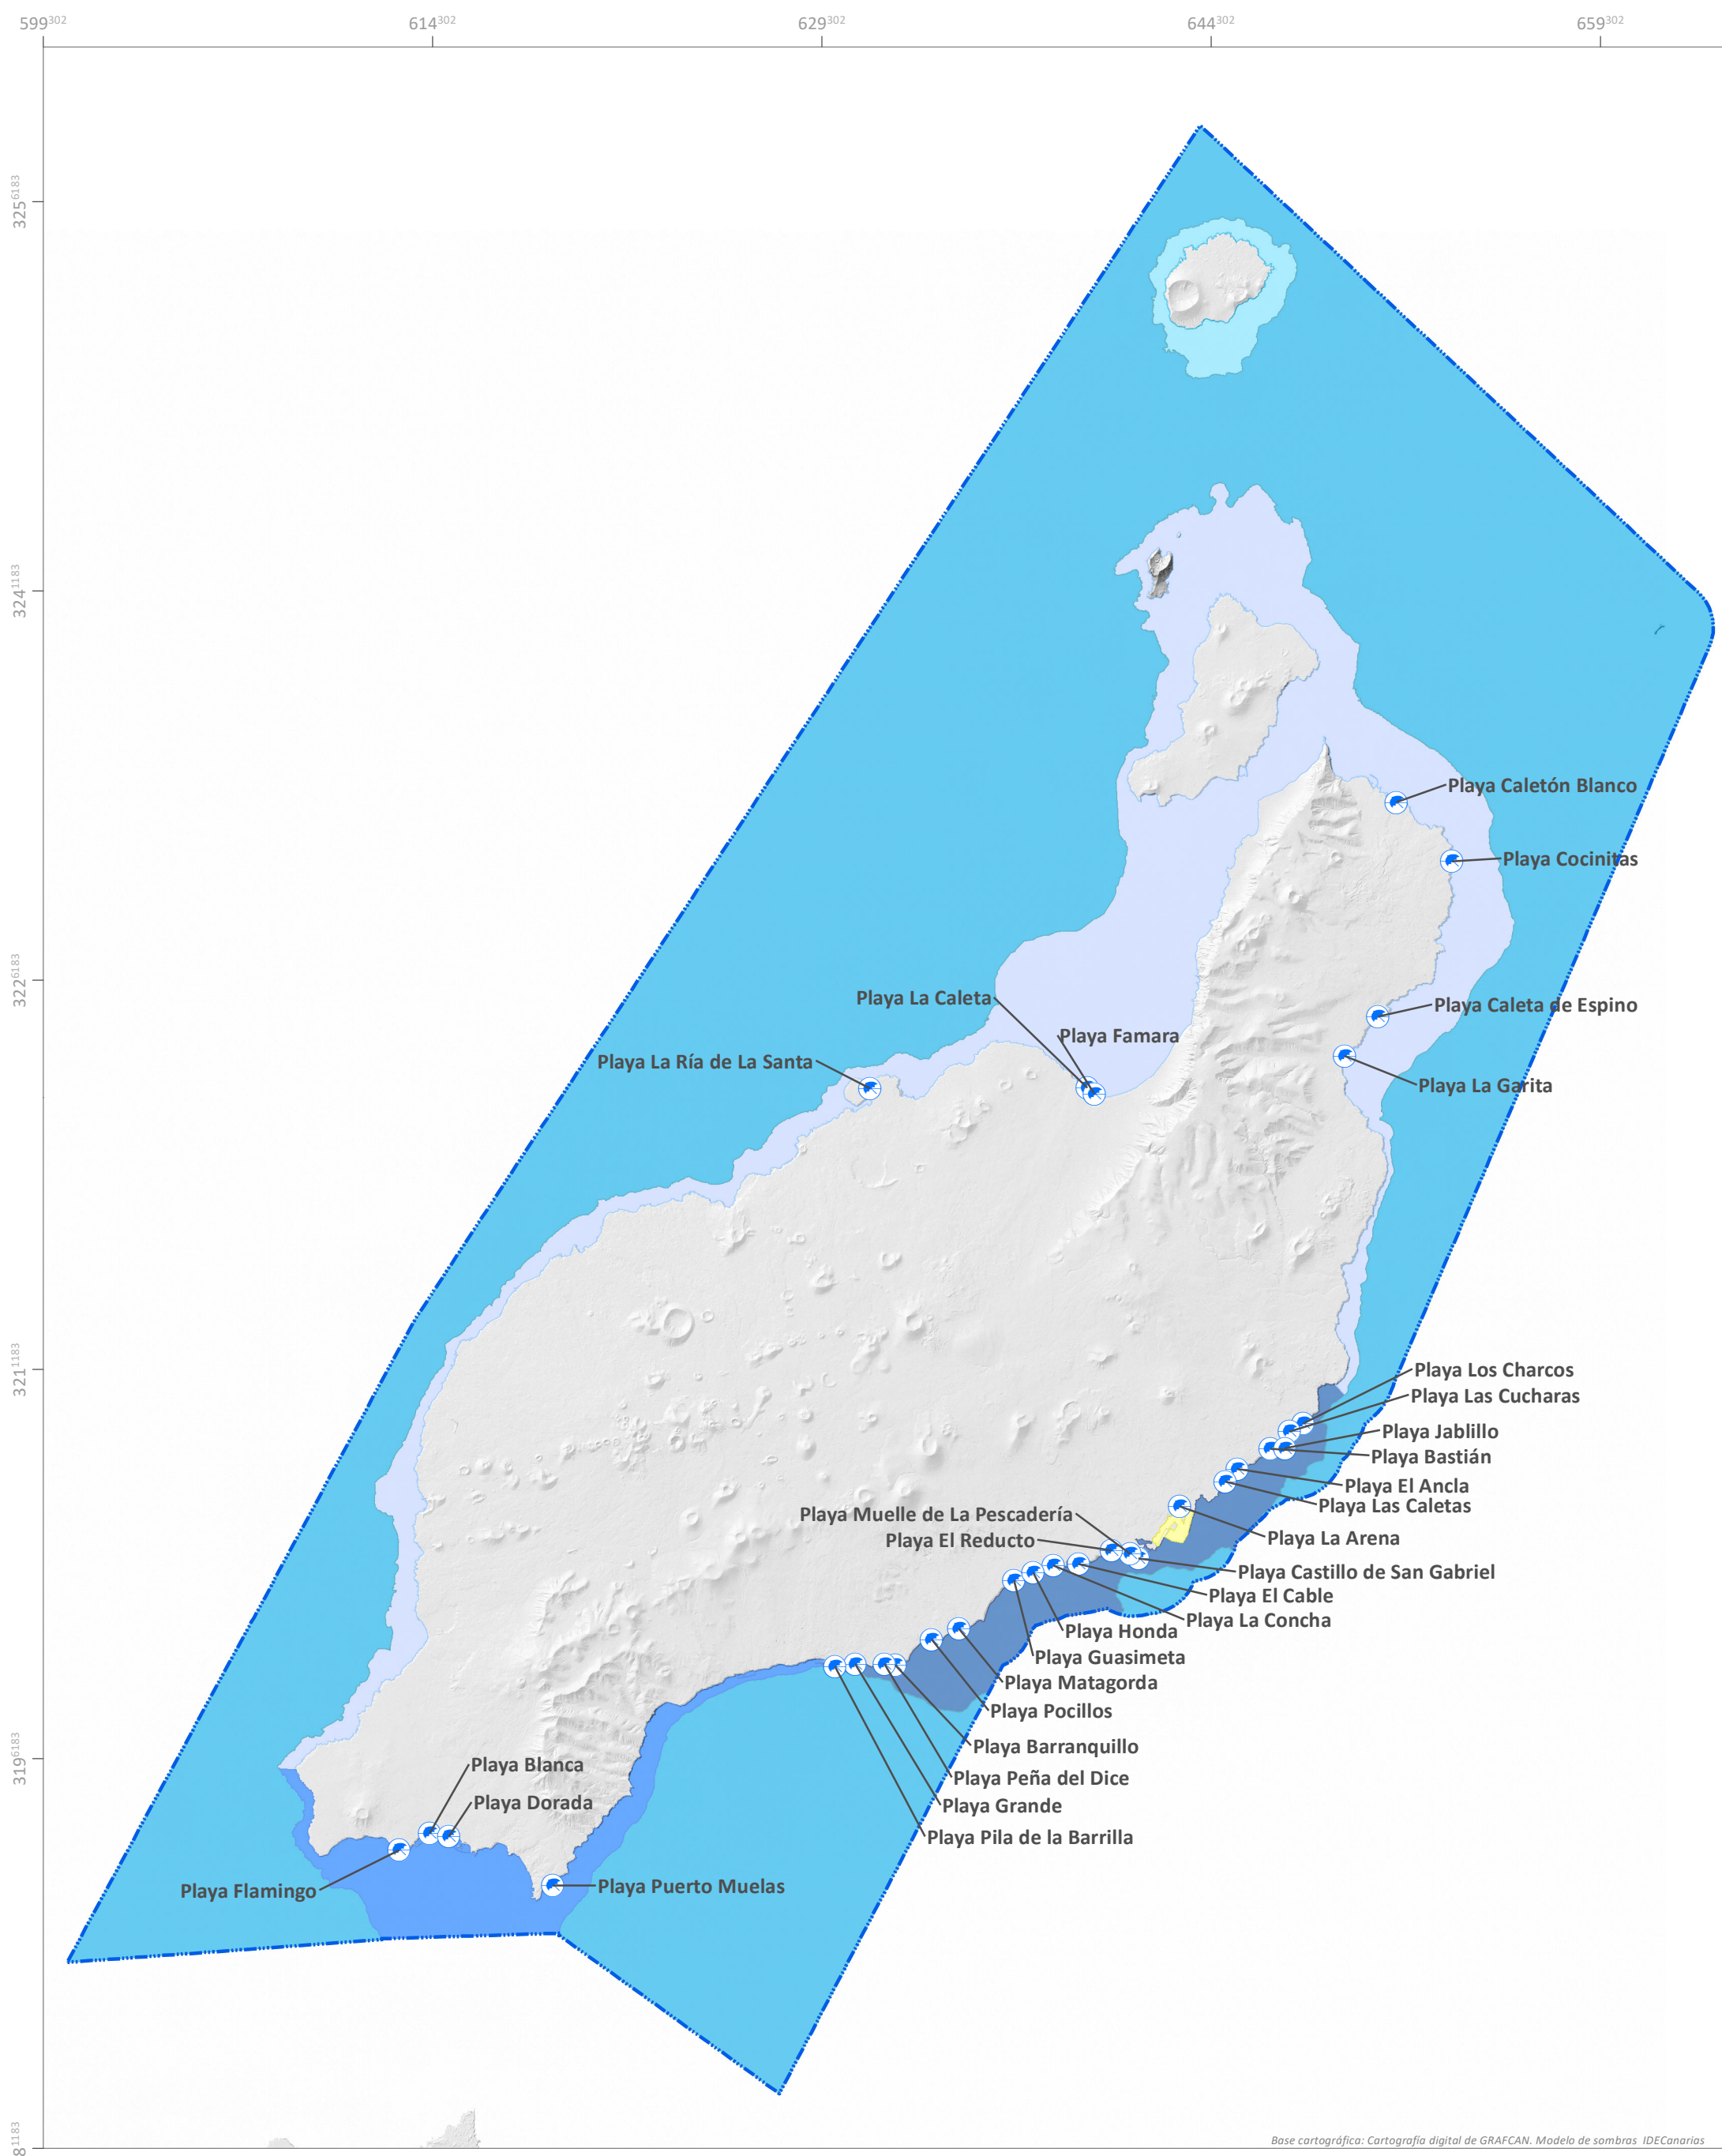 599302
614302
629302
644302
659302
3256183
3241183
3226183
3211183
3196183
81183
Playa Caletón Blanco
Playa Cocinitas
Playa La Caleta
Playa Caleta de Espino
Playa Famara
Playa La Ría de La Santa
Playa La Garita
Playa Los Charcos
Playa Las Cucharas
Playa Jablillo
Playa Bastián
Playa El Ancla
Playa Las Caletas
Playa Muelle de La Pescadería
Playa La Arena
Playa El Reducto
Playa Castillo de San Gabriel
Playa El Cable
Playa La Concha
Playa Honda
Playa Guasimeta
Playa Matagorda
Playa Pocillos
Playa Barranquillo
Playa Blanca
Playa Peña del Dice
Playa Dorada
Playa Grande
Playa Pila de la Barrilla
Playa Flamingo
Playa Puerto Muelas
Base cartográfica: Cartografía digital de GRAFCAN. Modelo de sombras IDECanarias